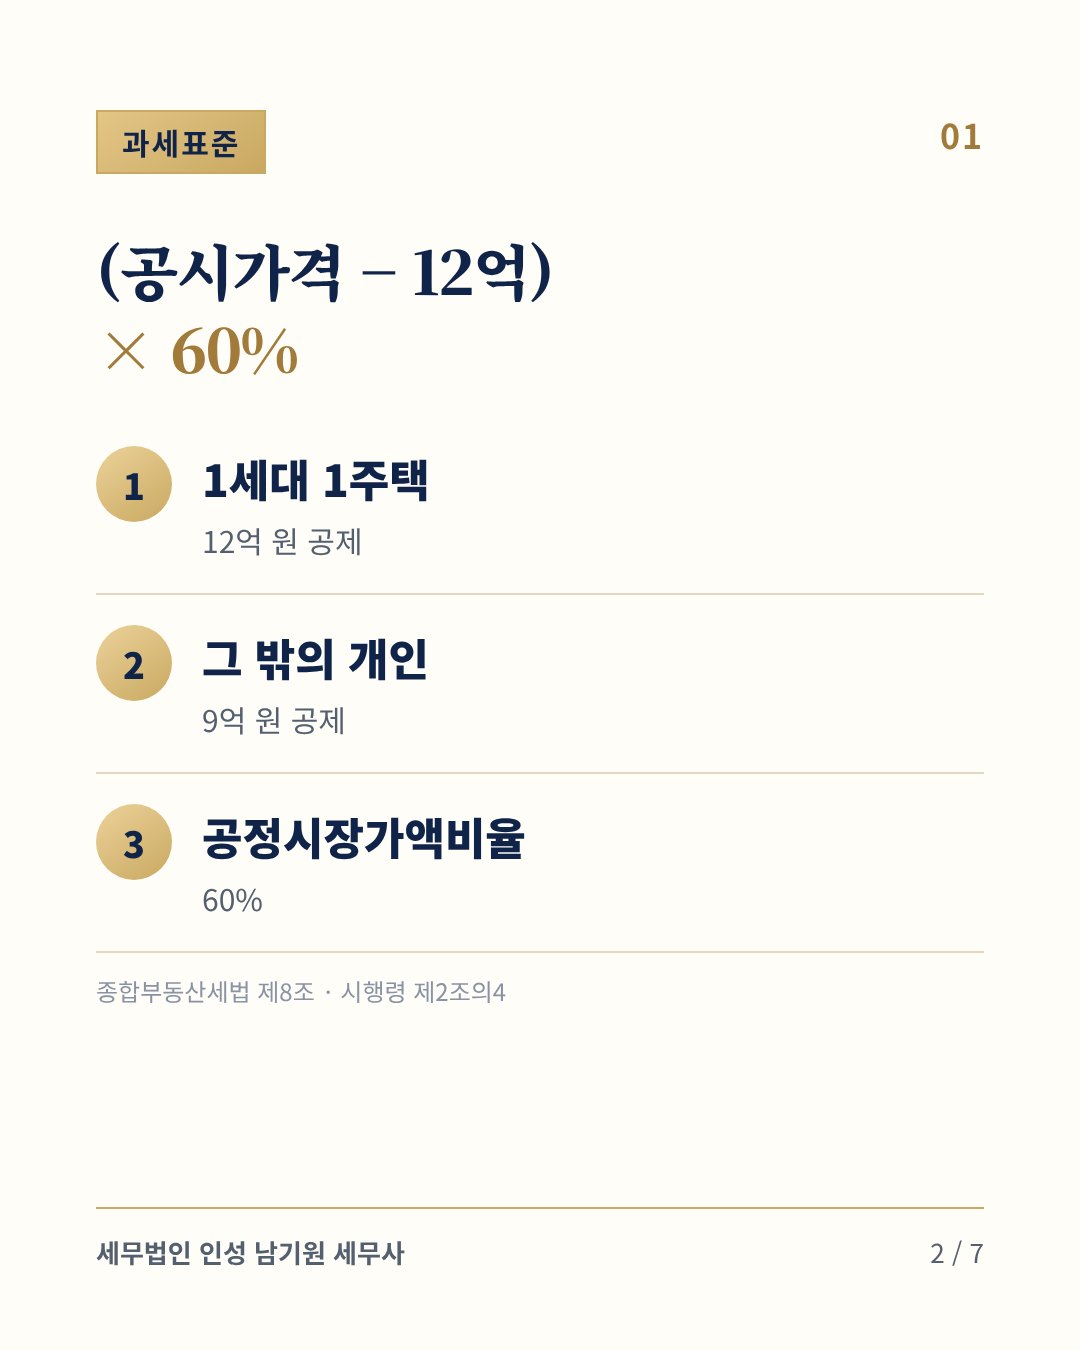 과세표준
01
(공시가격 – 12억)
× 60%
1
1세대 1주택
12억 원 공제
2
그 밖의 개인
9억 원 공제
3
공정시장가액비율
60%
종합부동산세법 제8조 · 시행령 제2조의4
세무법인 인성 남기원 세무사
2 / 7